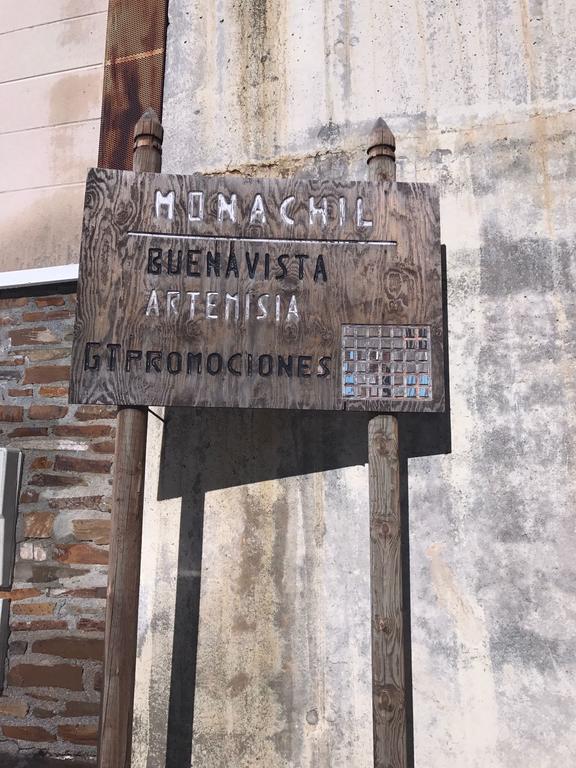 MONACHIL
BUENAVISTA
ARTEMISIA
GTPROMOCIONES